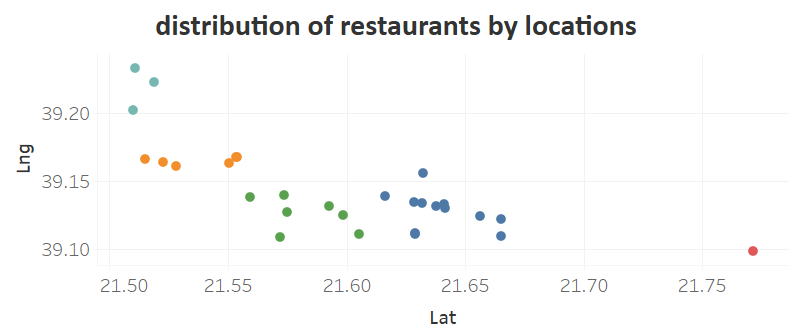 distribution of restaurants by locations
Lng
39.20
39.15
39.10
21.50 21.55 21.60 21.65 21.70 21.75
Lat